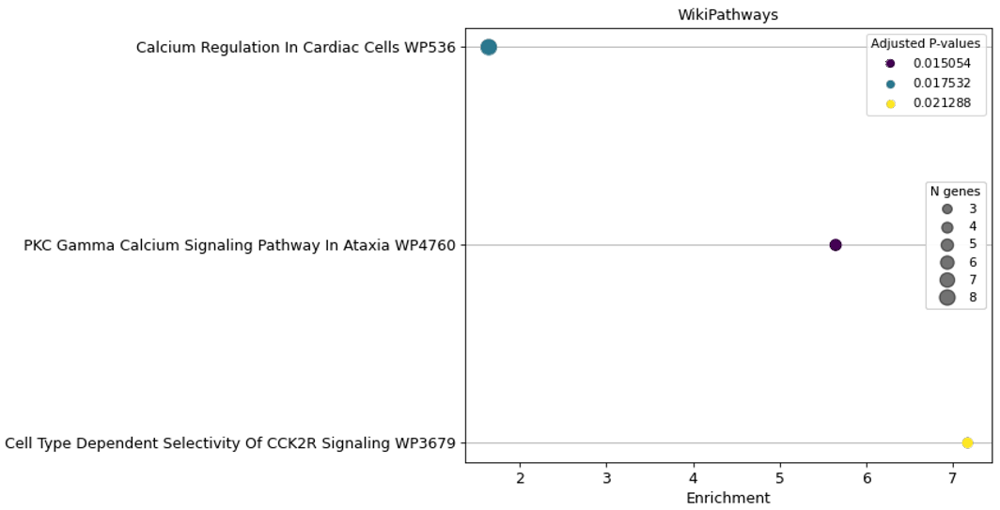 WikiPathways
Calcium Regulation In Cardiac Cells WP536
PKC Gamma Calcium Signaling Pathway In Ataxia WP4760
Cell Type Dependent Selectivity Of CCK2R Signaling WP3679
Adjusted P-values
0.015054
0.017532
0.021288
N genes
3
4
5
6
7
8
2 3 4 5 6 7
Enrichment